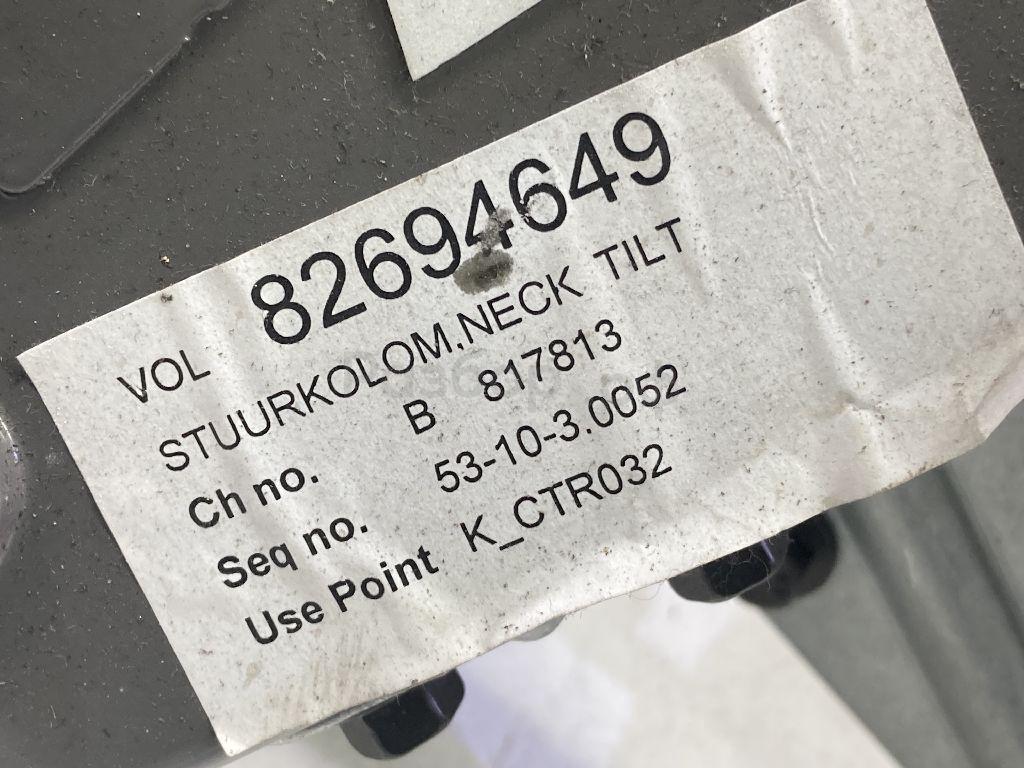 VOL 82694649
STUURKOLOM.NECK TILT
Ch no. B 817813
Seq no. 53-10-3.0052
Use Point K_CTR032